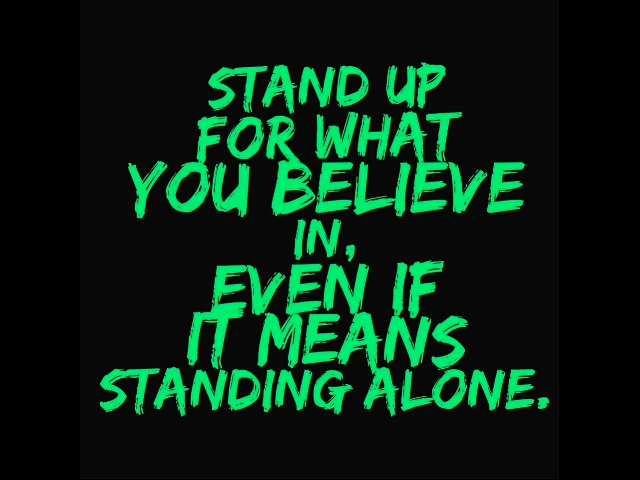 STAND UP
FOR WHAT
YOU BELIEVE
IN,
EVEN IF
IT MEANS
STANDING ALONE.